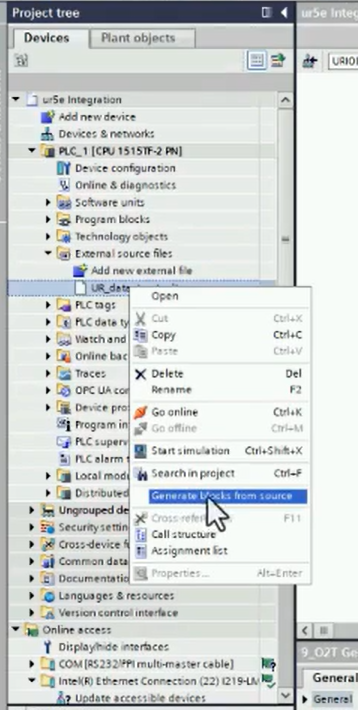 Project tree
ur5e Integ
Devices
Plant objects
URIO
ur5e Integration
Add new device
Devices & networks
PLC_1 [CPU 1515TF-2 PN]
Device configuration
Online & diagnostics
Software units
Program blocks
Technology objects
External source files
Add new external file
UR_data
Open
PLC tags
Cut Ctrl+X
PLC data ty
Copy Ctrl+C
Watch and
Paste Ctrl+V
Online bac
Traces
Delete Del
OPC UA con
Rename F2
Device pro
Go online Ctrl+K
Program in
Go offline Ctrl+M
PLC superv
Start simulation Ctrl+Shift+X
PLC alarm t
Search in project Ctrl+F
Local modu
Distributed
Generate blocks from source
Ungrouped de
Cross-refer F11
Security settin
Call structure
Cross-device f
Assignment list
Common data
Properties... Alt+Enter
Documentatio
Languages & resources
Version control interface
Online access
Display/hide interfaces
COM [RS232/PPI multi-master cable]
9_O2T Ge
Intel(R) Ethernet Connection (22) I219-LM
General
Update accessible devices
General